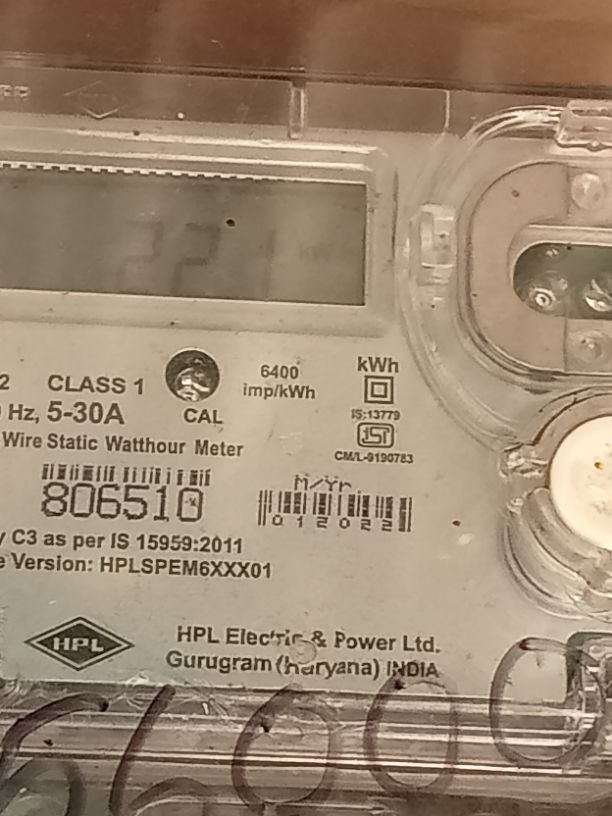 221 kWh
2 CLASS 1
6400
imp/kWh
kWh
Hz, 5-30A
CAL
IS:13779
ISI
CM/L-9190783
Wire Static Watthour Meter
806510
M/Yr
012022
y C3 as per IS 15959:2011
e Version: HPLSPEM6XXX01
HPL
HPL Electric & Power Ltd.
Gurugram (Haryana) INDIA